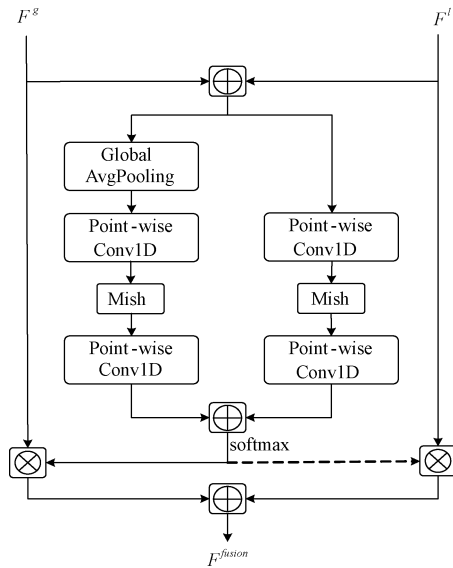 F^g
F^l
Global
AvgPooling
Point-wise
Conv1D
Point-wise
Conv1D
Mish
Mish
Point-wise
Conv1D
Point-wise
Conv1D
softmax
F^fusion